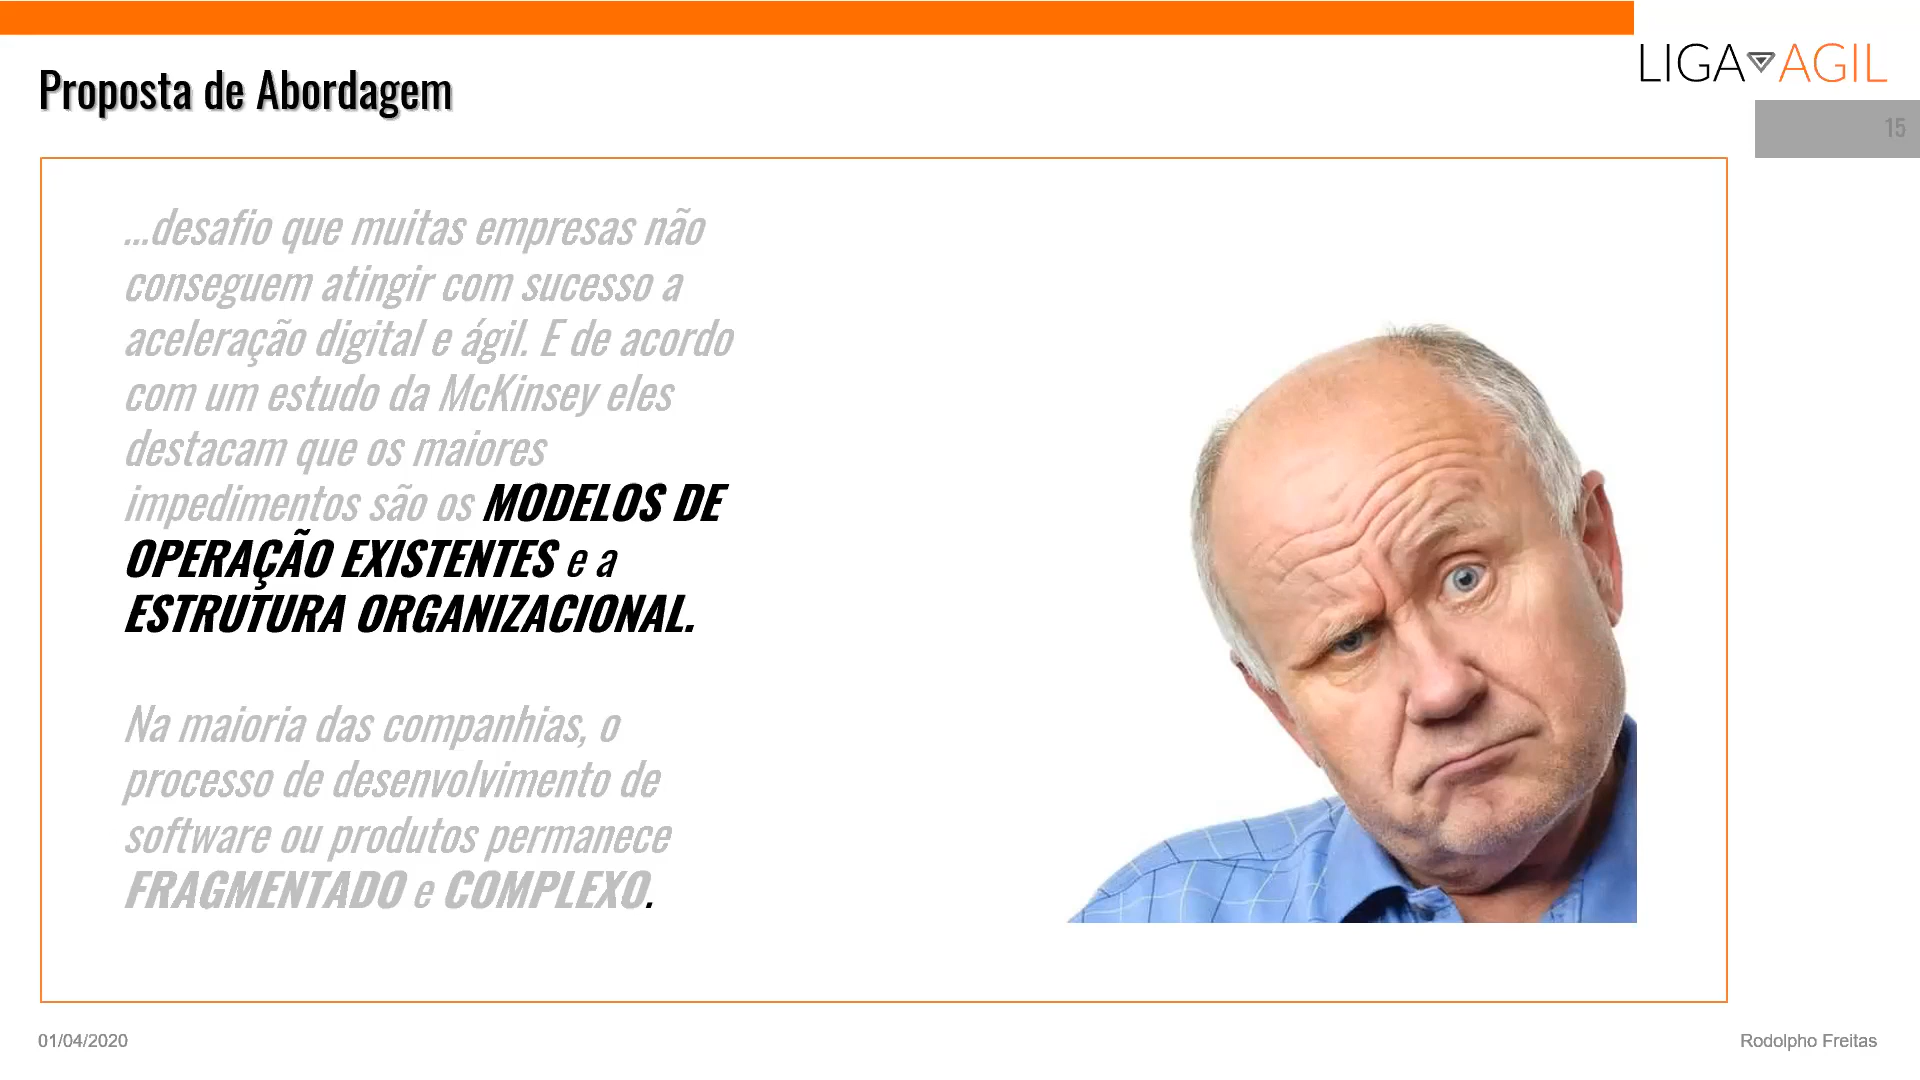 LIGA AGIL
Proposta de Abordagem
15
...desafio que muitas empresas não
conseguem atingir com sucesso a
aceleração digital e ágil. E de acordo
com um estudo da McKinsey eles
destacam que os maiores
impedimentos são os MODELOS DE
OPERAÇÃO EXISTENTES e a
ESTRUTURA ORGANIZACIONAL.
Na maioria das companhias, o
processo de desenvolvimento de
software ou produtos permanece
FRAGMENTADO e COMPLEXO.
01/04/2020
Rodolpho Freitas